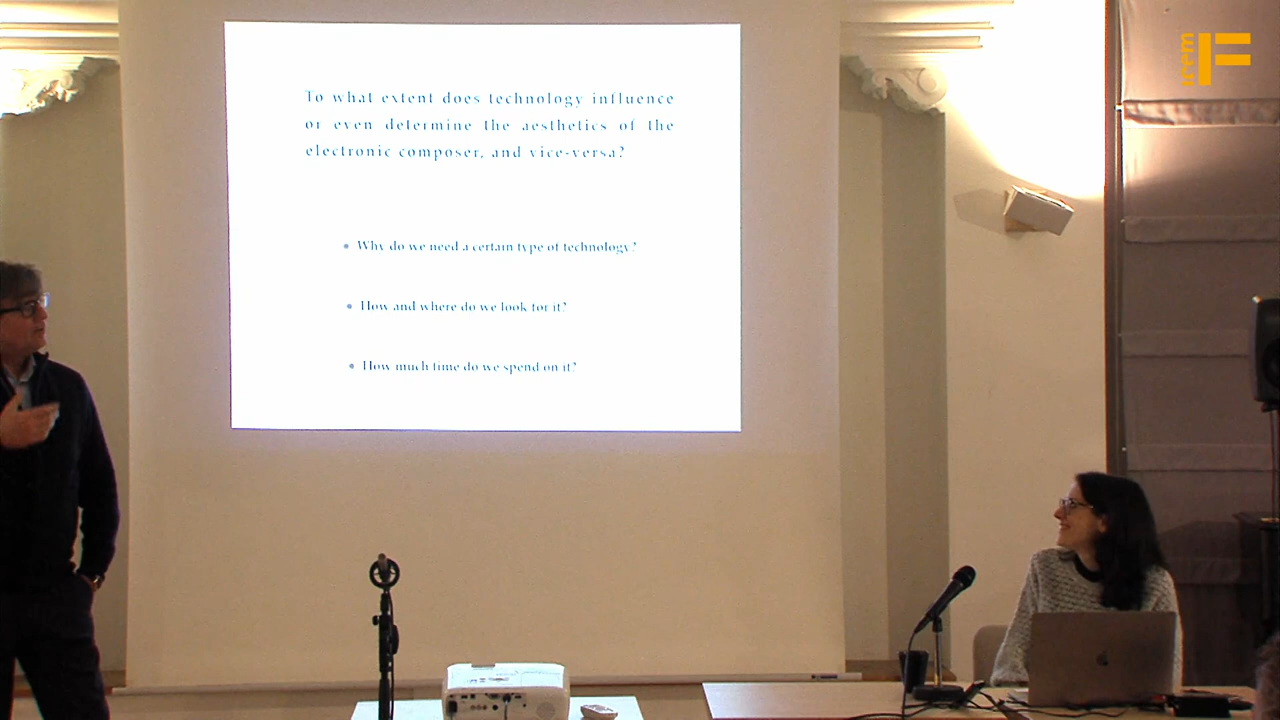 To what extent does technology influence
or even determine the aesthetics of the
electronic composer, and vice-versa?
• Why do we need a certain type of technology?
• How and where do we look for it?
• How much time do we spend on it?